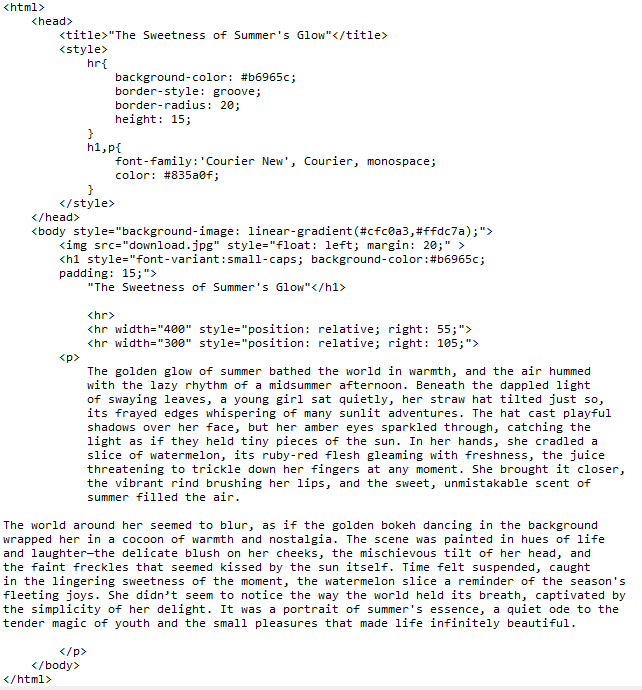 <html>
<head>
<title>"The Sweetness of Summer's Glow"</title>
<style>
hr{
background-color: #b6965c;
border-style: groove;
border-radius: 20;
height: 15;
}
h1,p{
font-family:'Courier New', Courier, monospace;
color: #835a0f;
}
</style>
</head>
<body style="background-image: linear-gradient(#cfc0a3,#ffdc7a);">
<img src="download.jpg" style="float: left; margin: 20;" >
<h1 style="font-variant:small-caps; background-color:#b6965c;
padding: 15;">
"The Sweetness of Summer's Glow"</h1>
<hr>
<hr width="400" style="position: relative; right: 55;">
<hr width="300" style="position: relative; right: 105;">
<p>
The golden glow of summer bathed the world in warmth, and the air hummed
with the lazy rhythm of a midsummer afternoon. Beneath the dappled light
of swaying leaves, a young girl sat quietly, her straw hat tilted just so,
its frayed edges whispering of many sunlit adventures. The hat cast playful
shadows over her face, but her amber eyes sparkled through, catching the
light as if they held tiny pieces of the sun. In her hands, she cradled a
slice of watermelon, its ruby-red flesh gleaming with freshness, the juice
threatening to trickle down her fingers at any moment. She brought it closer,
the vibrant rind brushing her lips, and the sweet, unmistakable scent of
summer filled the air.
The world around her seemed to blur, as if the golden bokeh dancing in the background
wrapped her in a cocoon of warmth and nostalgia. The scene was painted in hues of life
and laughter—the delicate blush on her cheeks, the mischievous tilt of her head, and
the faint freckles that seemed kissed by the sun itself. Time felt suspended, caught
in the lingering sweetness of the moment, the watermelon slice a reminder of the season's
fleeting joys. She didn’t seem to notice the way the world held its breath, captivated by
the simplicity of her delight. It was a portrait of summer's essence, a quiet ode to the
tender magic of youth and the small pleasures that made life infinitely beautiful.
</p>
</body>
</html>